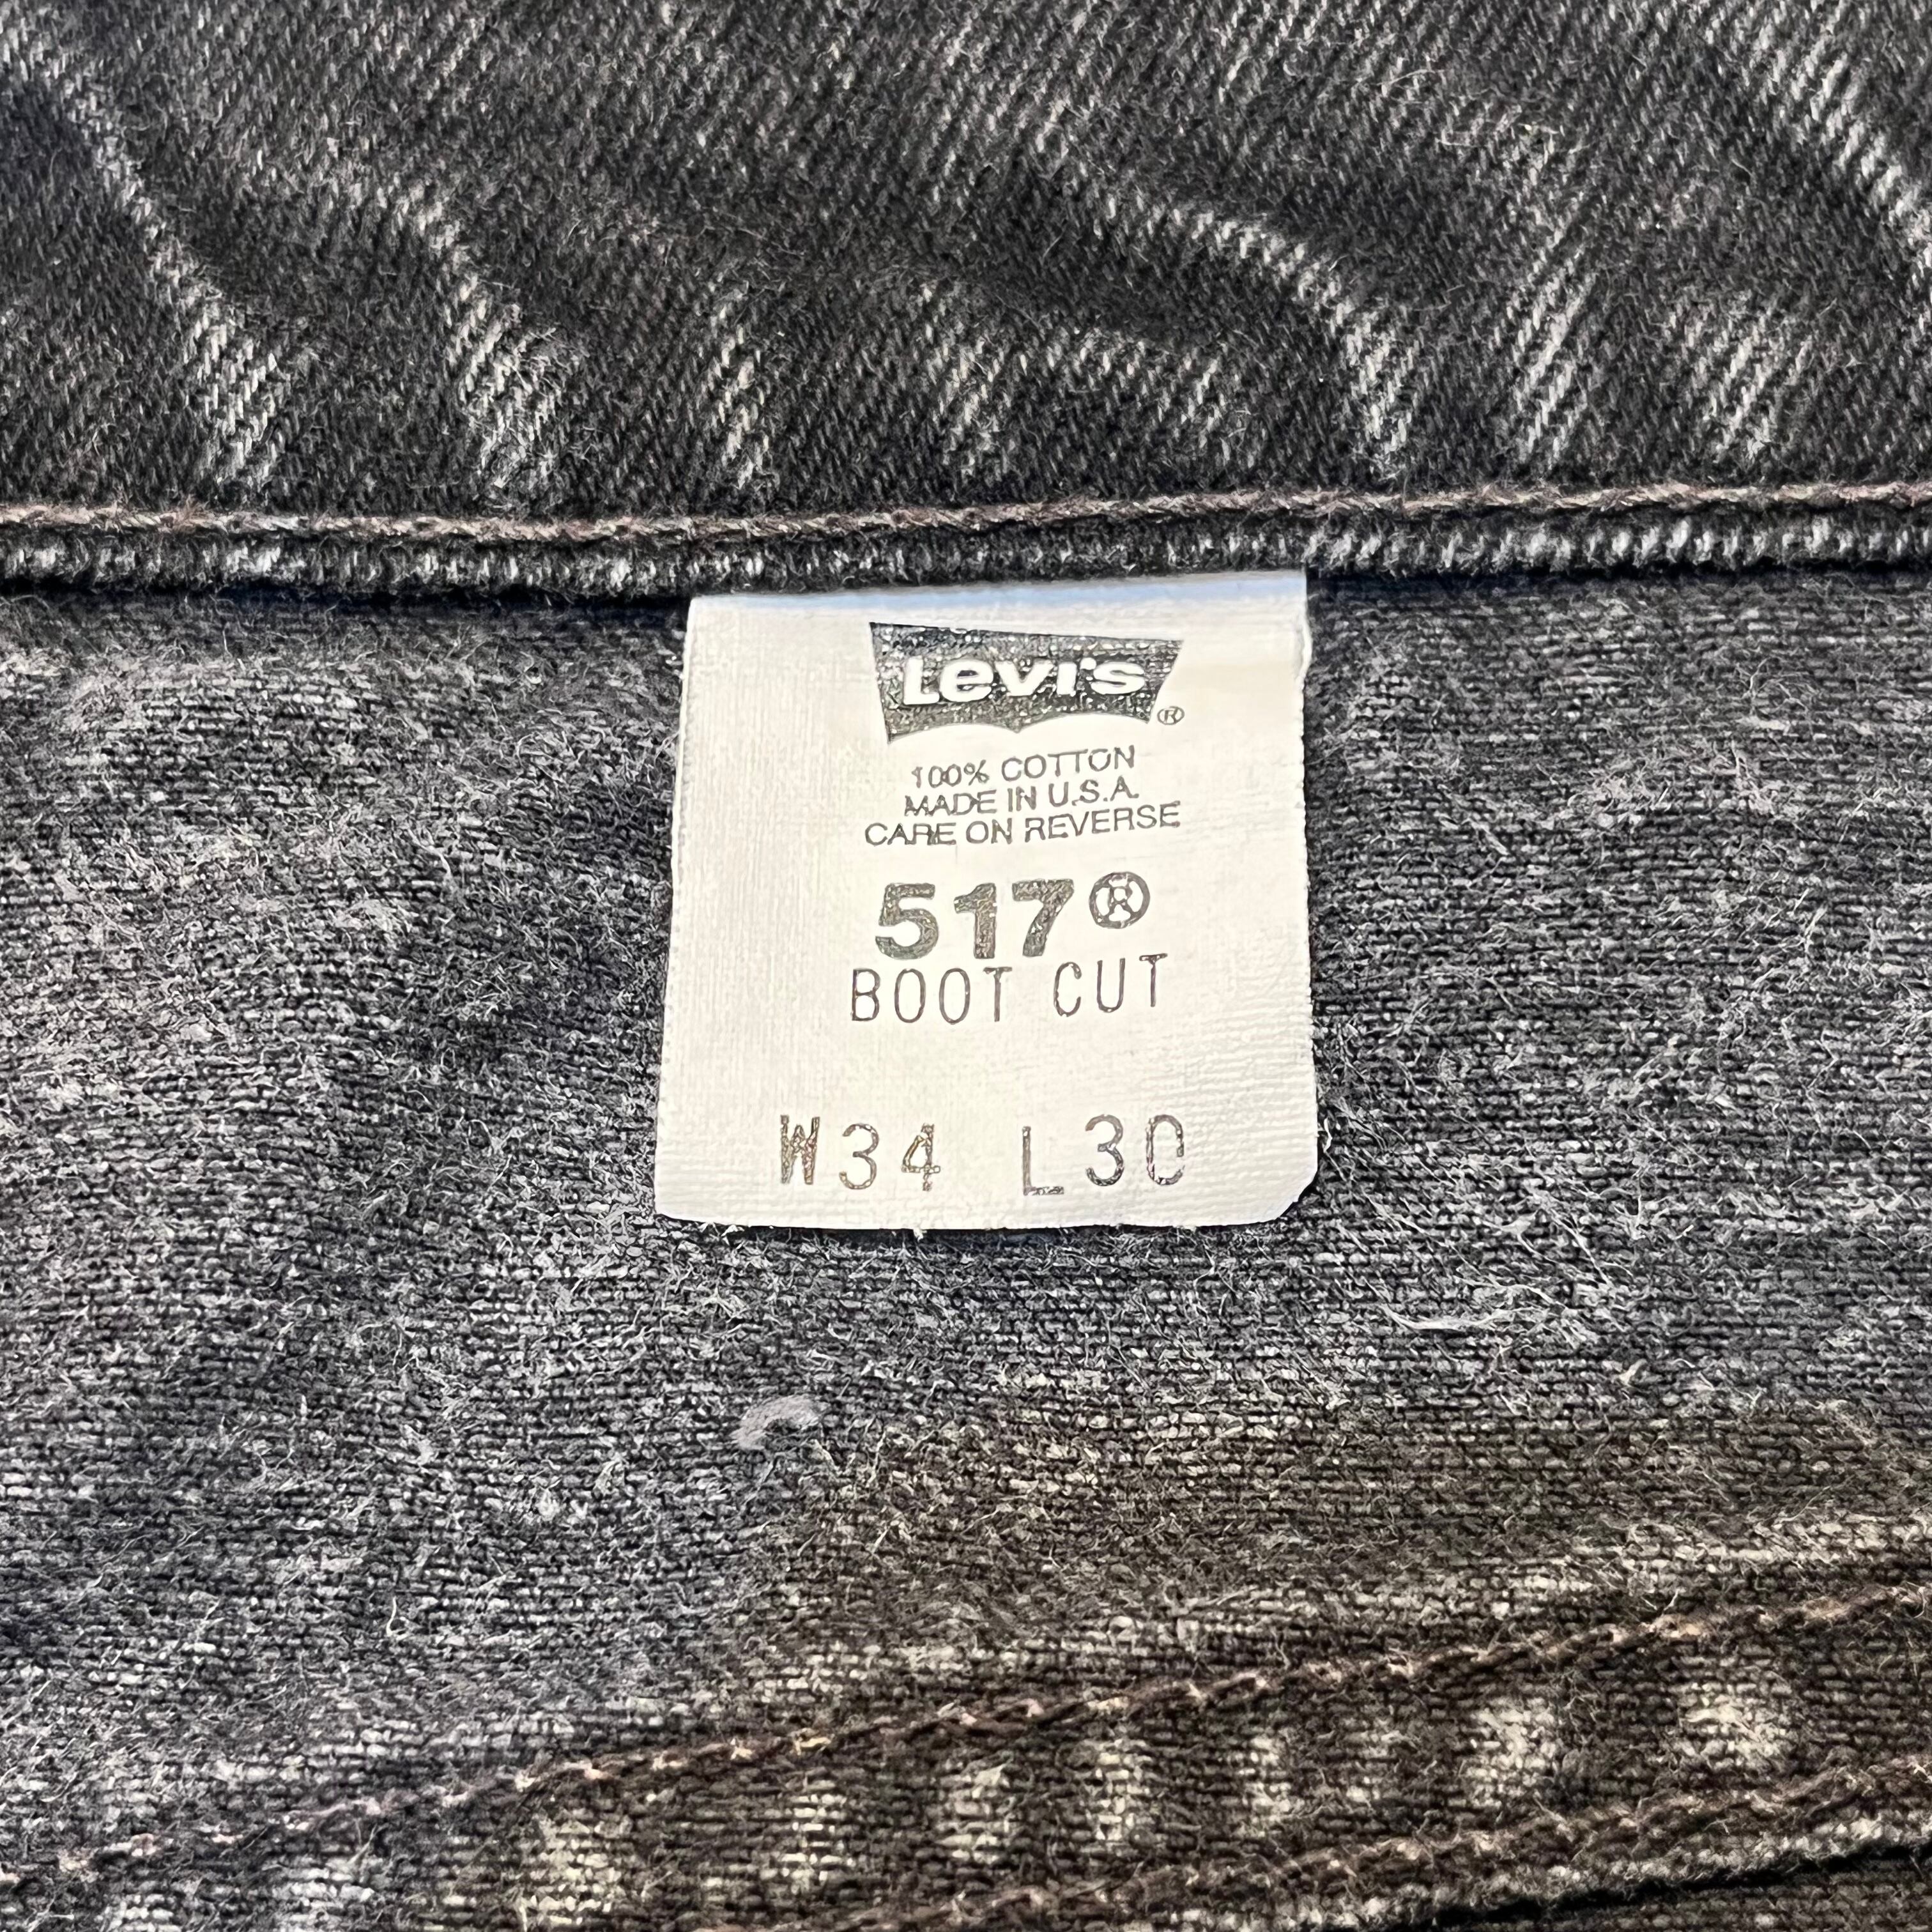 Levi's®
100% COTTON
MADE IN U.S.A.
CARE ON REVERSE
517®
BOOT CUT
W34 L30